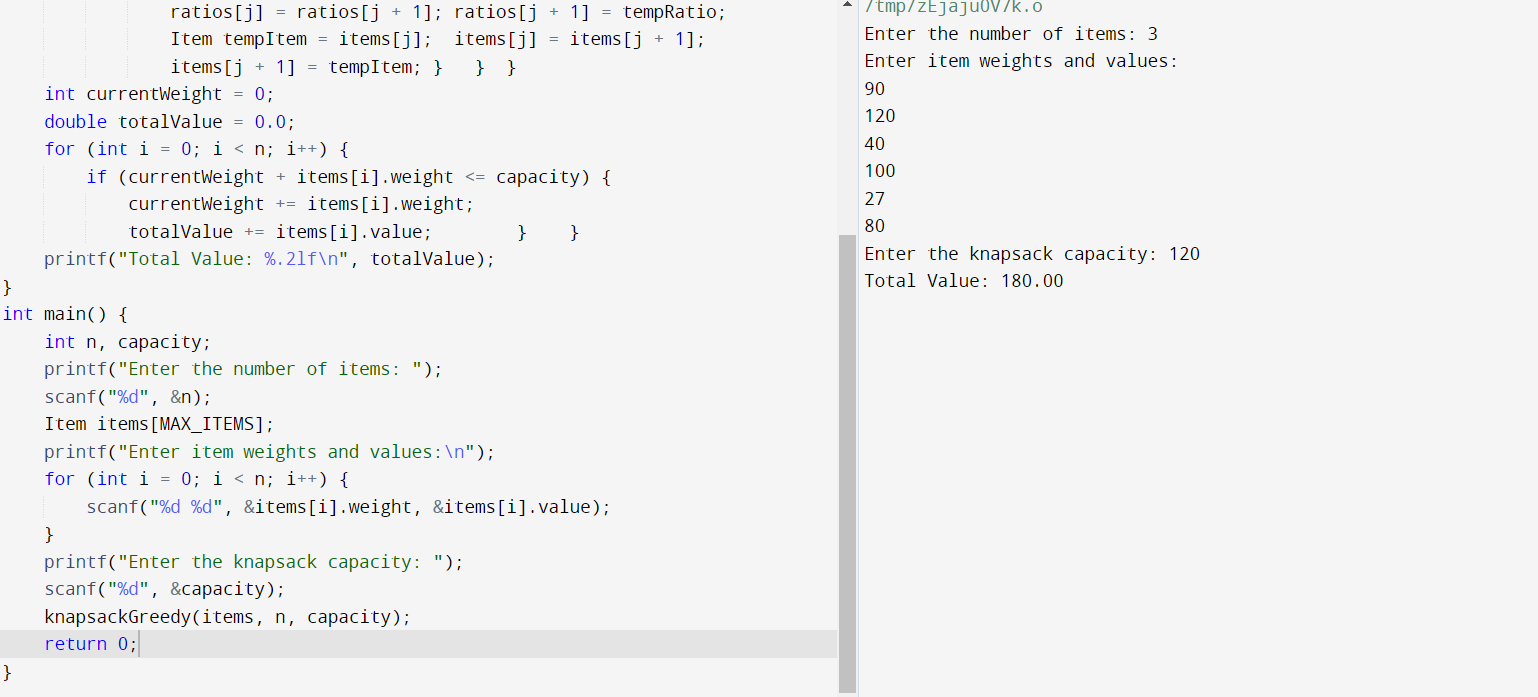 ratios[j] = ratios[j + 1]; ratios[j + 1] = tempRatio;
Item tempItem = items[j];  items[j] = items[j + 1];
items[j + 1] = tempItem; }   }  }
int currentWeight = 0;
double totalValue = 0.0;
for (int i = 0; i < n; i++) {
if (currentWeight + items[i].weight <= capacity) {
currentWeight += items[i].weight;
totalValue += items[i].value;        }    }
printf("Total Value: %.2lf\n", totalValue);
}
int main() {
int n, capacity;
printf("Enter the number of items: ");
scanf("%d", &n);
Item items[MAX_ITEMS];
printf("Enter item weights and values:\n");
for (int i = 0; i < n; i++) {
scanf("%d %d", &items[i].weight, &items[i].value);
}
printf("Enter the knapsack capacity: ");
scanf("%d", &capacity);
knapsackGreedy(items, n, capacity);
return 0;
}
Enter the number of items: 3
Enter item weights and values:
90
120
40
100
27
80
Enter the knapsack capacity: 120
Total Value: 180.00